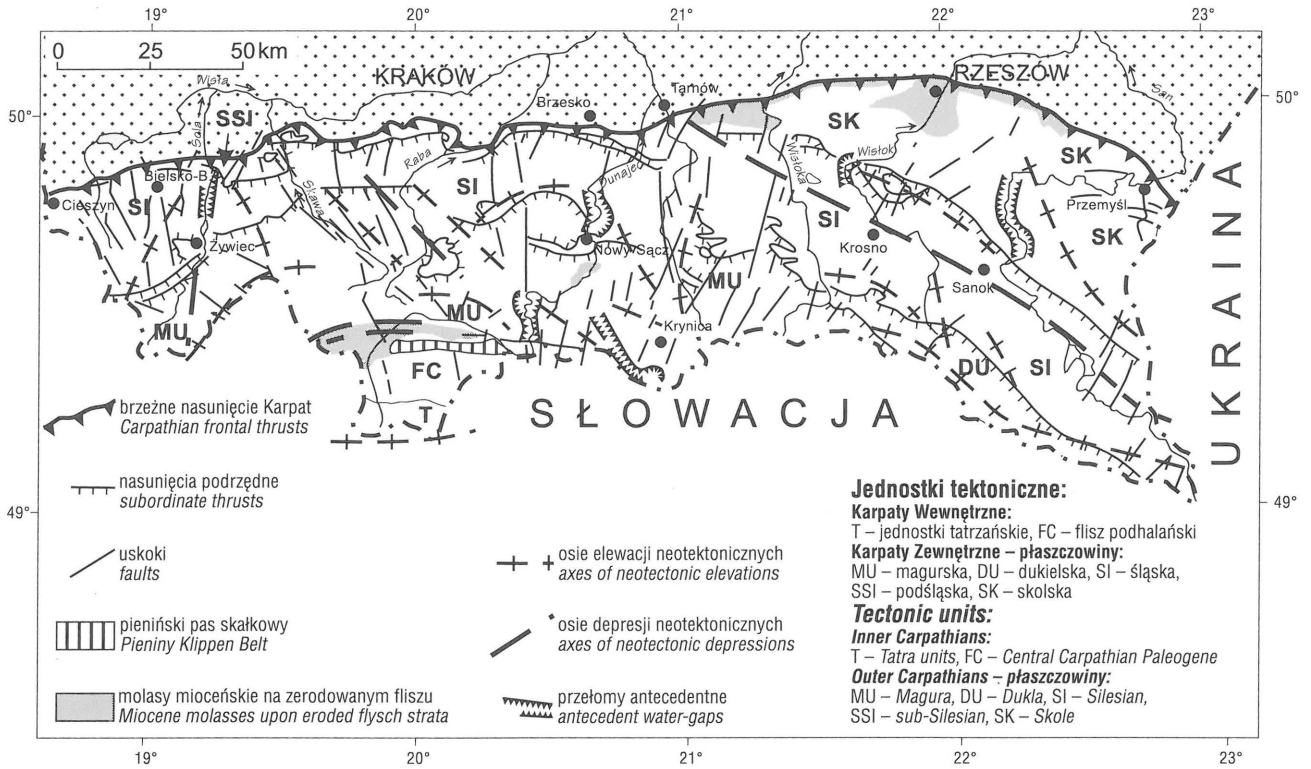 19°
20°
21°
22°
23°
0 25 50 km
KRAKÓW
RZESZÓW
Wisła
Tarnów
San
Brzesko
50°
50°
SSI
Soła
SK
Wisłok
Raba
Wisłoka
SK
Bielsko-B.
SI
Dunajec
Skawa
Przemyśl
Cieszyn
SI
SI
SK
Żywiec
Nowy Sącz
Krosno
MU
Sanok
MU
MU
Krynica
FC
DU
SI
T
SŁOWACJA
UKRAINA
brzeżne nasunięcie Karpat
Carpathian frontal thrusts
nasunięcia podrzędne
subordinate thrusts
49°
49°
uskoki
faults
pieniński pas skałkowy
Pieniny Klippen Belt
molasy mioceńskie na zerodowanym fliszu
Miocene molasses upon eroded flysch strata
osie elewacji neotektonicznych
axes of neotectonic elevations
osie depresji neotektonicznych
axes of neotectonic depressions
przełomy antecedentne
antecedent water-gaps
Jednostki tektoniczne:
Karpaty Wewnętrzne:
T – jednostki tatrzańskie, FC – flisz podhalański
Karpaty Zewnętrzne – płaszczowiny:
MU – magurska, DU – dukielska, SI – śląska,
SSI – podśląska, SK – skolska
Tectonic units:
Inner Carpathians:
T – Tatra units, FC – Central Carpathian Paleogene
Outer Carpathians – płaszczowiny:
MU – Magura, DU – Dukla, SI – Silesian,
SSI – sub-Silesian, SK – Skole
19°
20°
21°
22°
23°